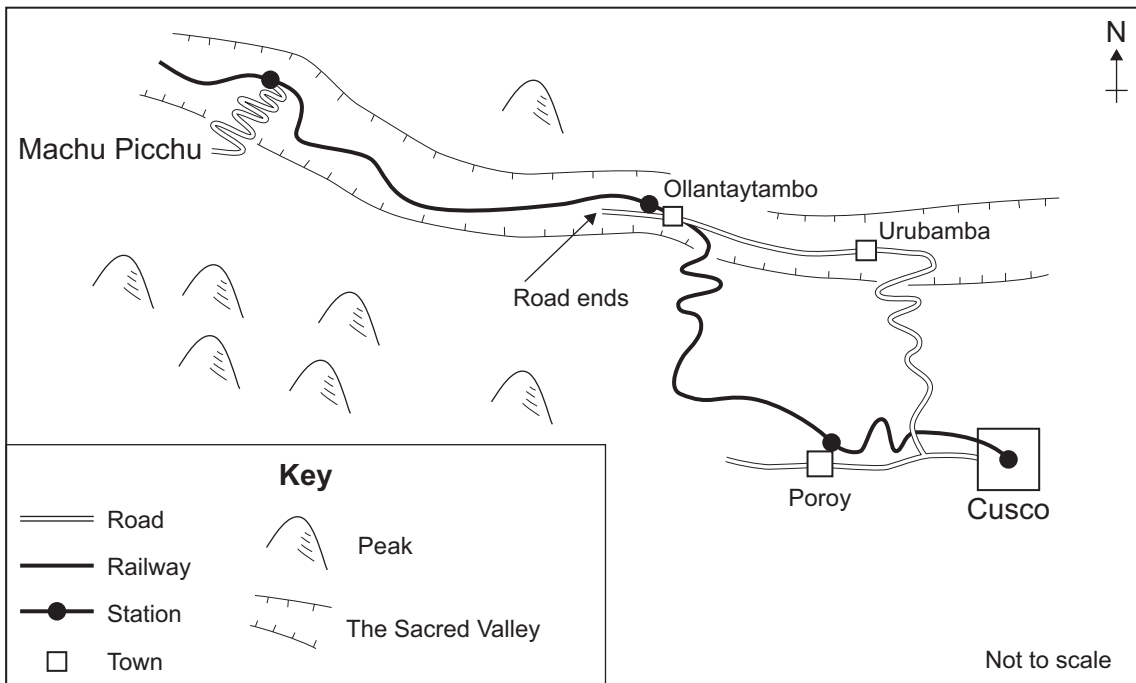 N
Machu Picchu
Ollantaytambo
Urubamba
Road ends
Poroy
Cusco
Key
Road
Railway
Station
Town
Peak
The Sacred Valley
Not to scale